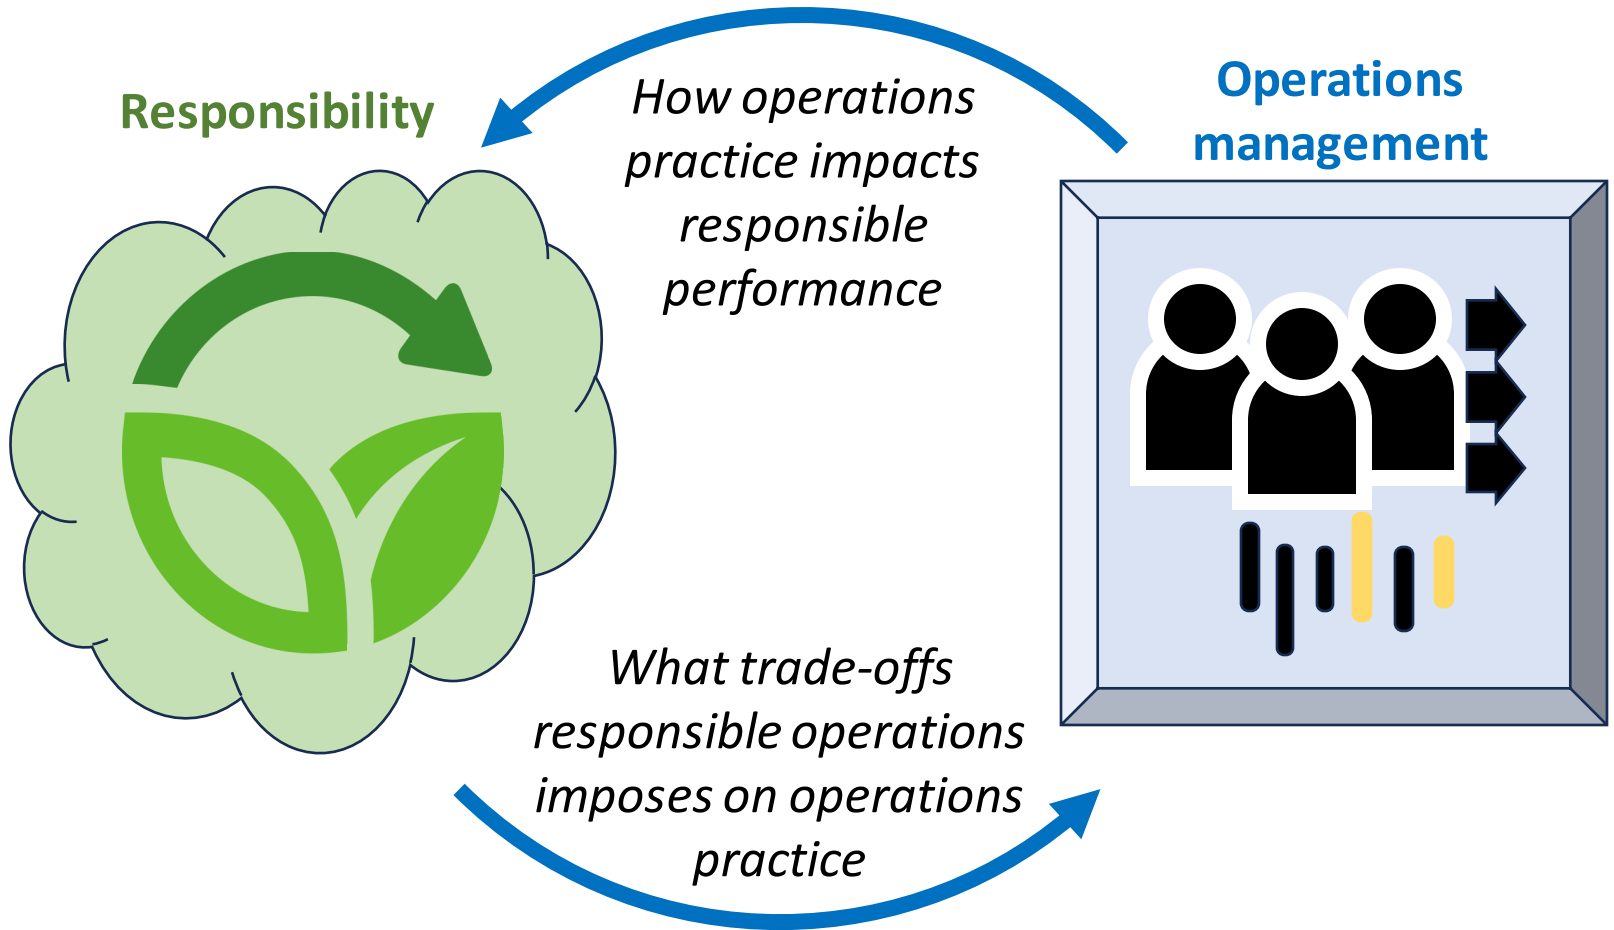 Responsibility
How operations
practice impacts
responsible
performance
Operations
management
What trade-offs
responsible operations
imposes on operations
practice